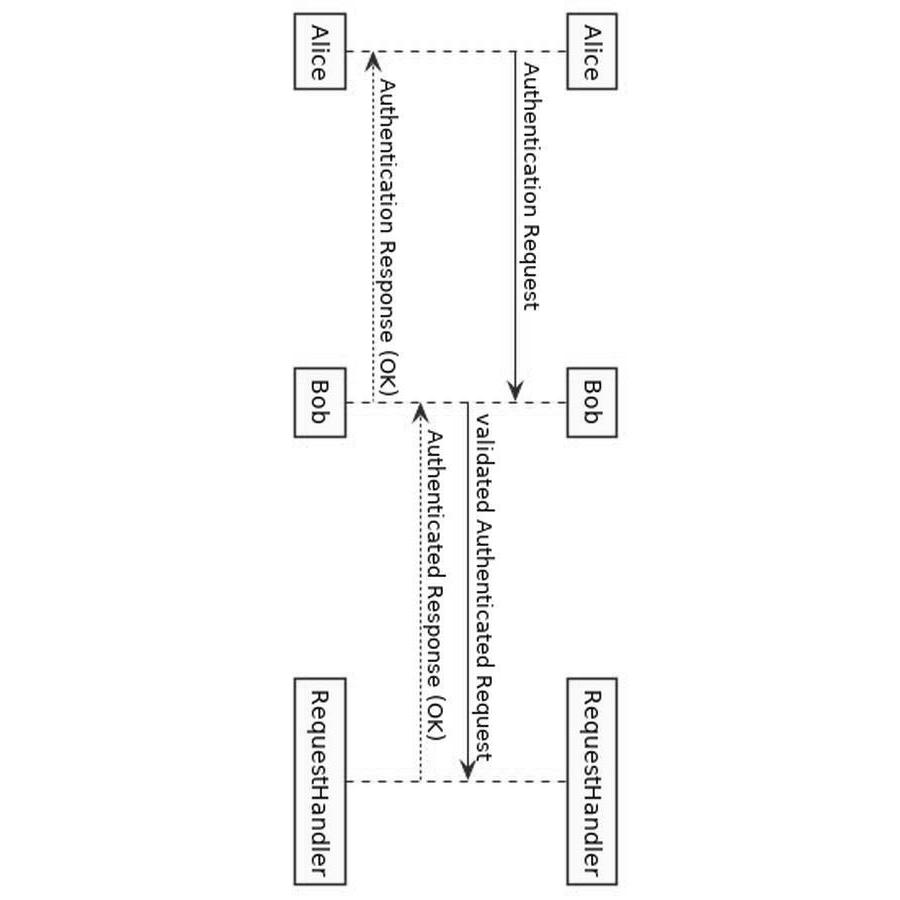 Alice
Bob
RequestHandler
Authentication Request
validated Authenticated Request
Authenticated Response (OK)
Authentication Response (OK)
Alice
Bob
RequestHandler